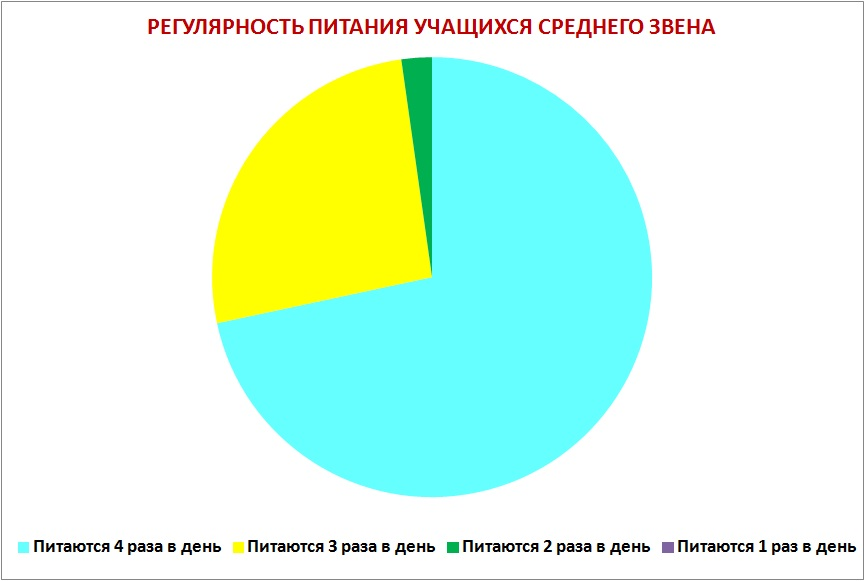 РЕГУЛЯРНОСТЬ ПИТАНИЯ УЧАЩИХСЯ СРЕДНЕГО ЗВЕНА
Питаются 4 раза в день Питаются 3 раза в день Питаются 2 раза в день Питаются 1 раз в день